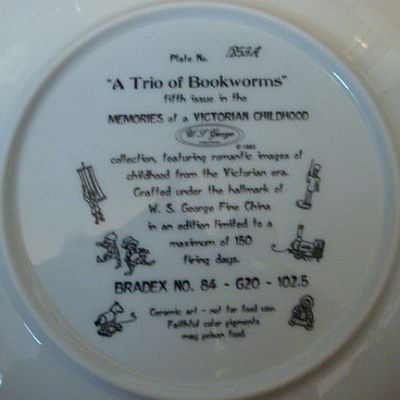 Plate No. 1853A
"A Trio of Bookworms"
fifth issue in the
MEMORIES of a VICTORIAN CHILDHOOD
W. S. George
collection, featuring romantic images of
childhood from the Victorian era.
Crafted under the hallmark of
W. S. George Fine China
in an edition limited to a
maximum of 150
firing days.
BRADEX NO. 84 - G20 - 102.5
Ceramic art - not for food use.
Faithful color pigments
may poison food.